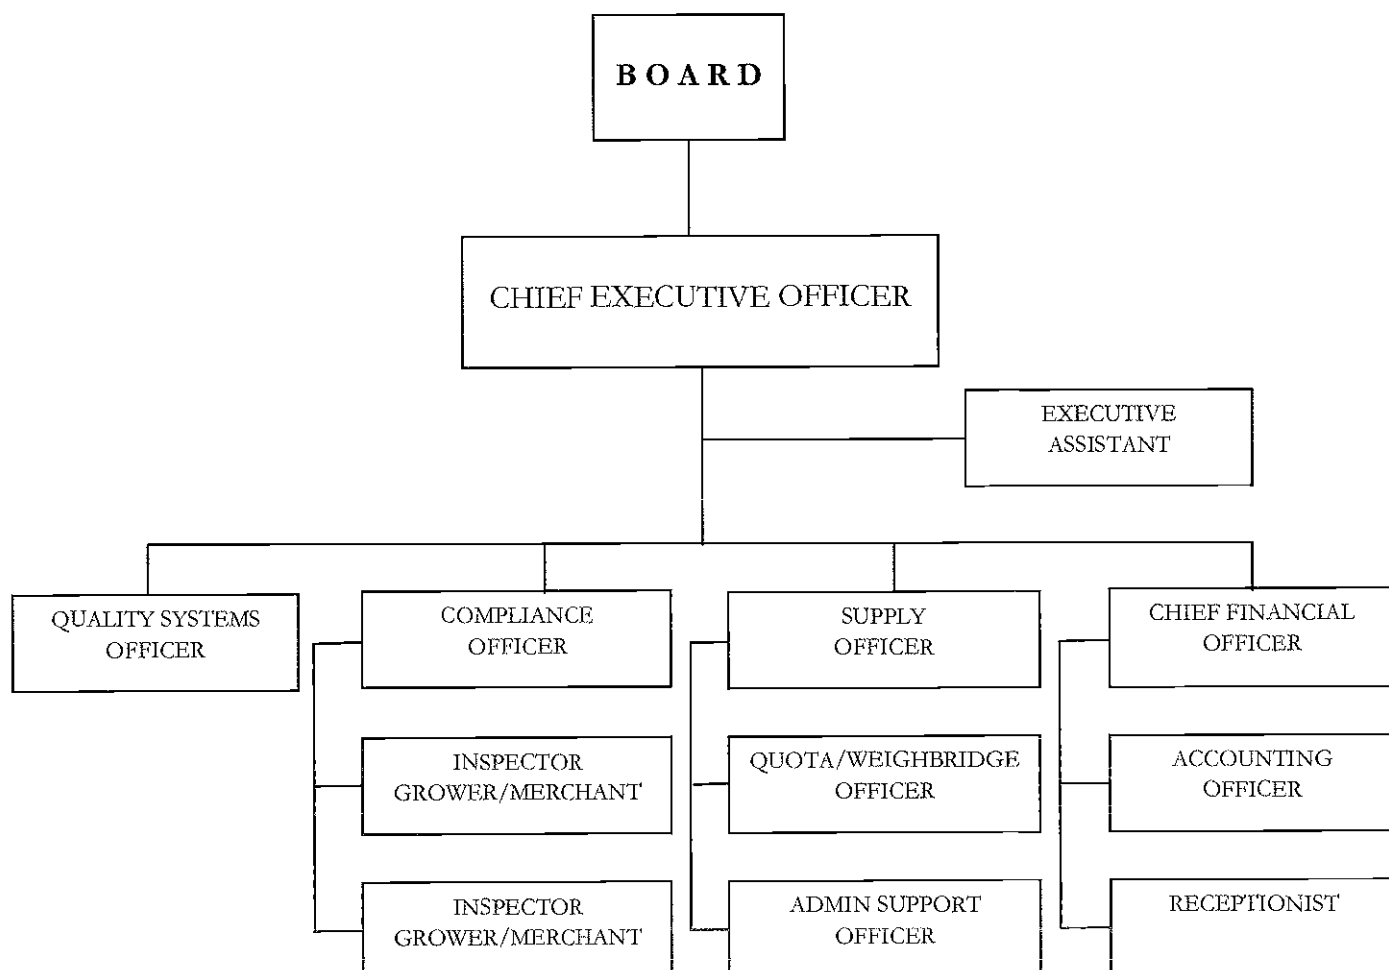 BOARD
CHIEF EXECUTIVE OFFICER
EXECUTIVE
ASSISTANT
QUALITY SYSTEMS
OFFICER
COMPLIANCE
OFFICER
SUPPLY
OFFICER
CHIEF FINANCIAL
OFFICER
INSPECTOR
GROWER/MERCHANT
QUOTA/WEIGHBRIDGE
OFFICER
ACCOUNTING
OFFICER
INSPECTOR
GROWER/MERCHANT
ADMIN SUPPORT
OFFICER
RECEPTIONIST